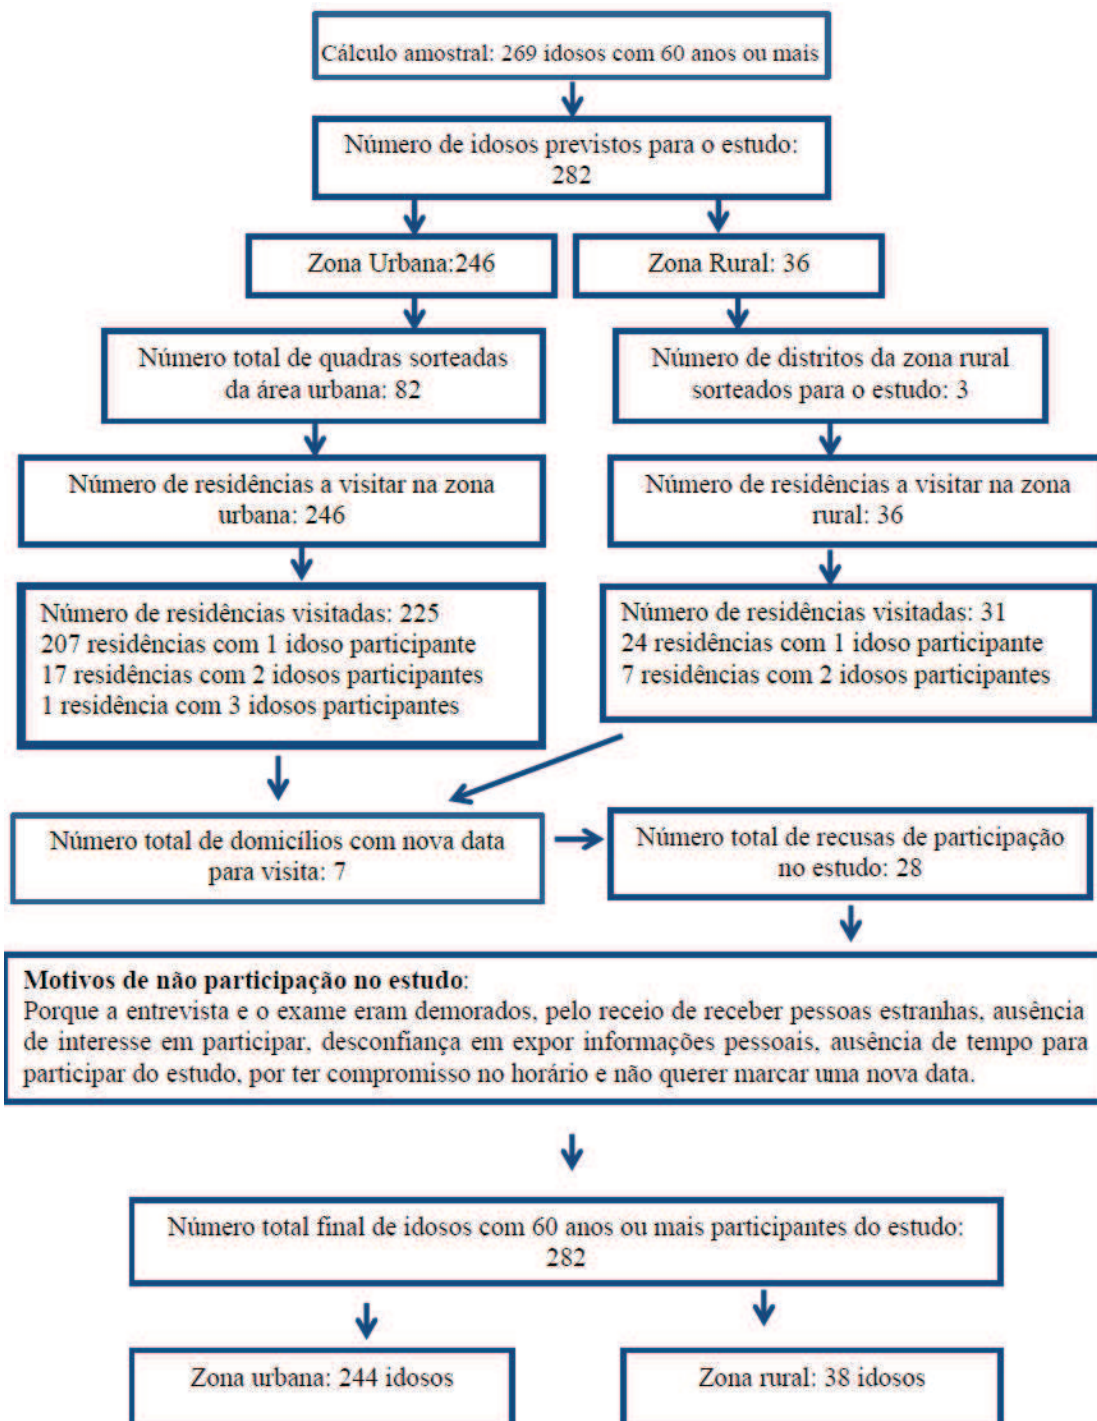 Cálculo amostral: 269 idosos com 60 anos ou mais
Número de idosos previstos para o estudo:
282
Zona Urbana:246
Zona Rural: 36
Número total de quadras sorteadas
da área urbana: 82
Número de distritos da zona rural
sorteados para o estudo: 3
Número de residências a visitar na zona
urbana: 246
Número de residências a visitar na zona
rural: 36
Número de residências visitadas: 225
207 residências com 1 idoso participante
17 residências com 2 idosos participantes
1 residência com 3 idosos participantes
Número de residências visitadas: 31
24 residências com 1 idoso participante
7 residências com 2 idosos participantes
Número total de domicílios com nova data
para visita: 7
Número total de recusas de participação
no estudo: 28
Motivos de não participação no estudo:
Porque a entrevista e o exame eram demorados, pelo receio de receber pessoas estranhas, ausência
de interesse em participar, desconfiança em expor informações pessoais, ausência de tempo para
participar do estudo, por ter compromisso no horário e não querer marcar uma nova data.
Número total final de idosos com 60 anos ou mais participantes do estudo:
282
Zona urbana: 244 idosos
Zona rural: 38 idosos